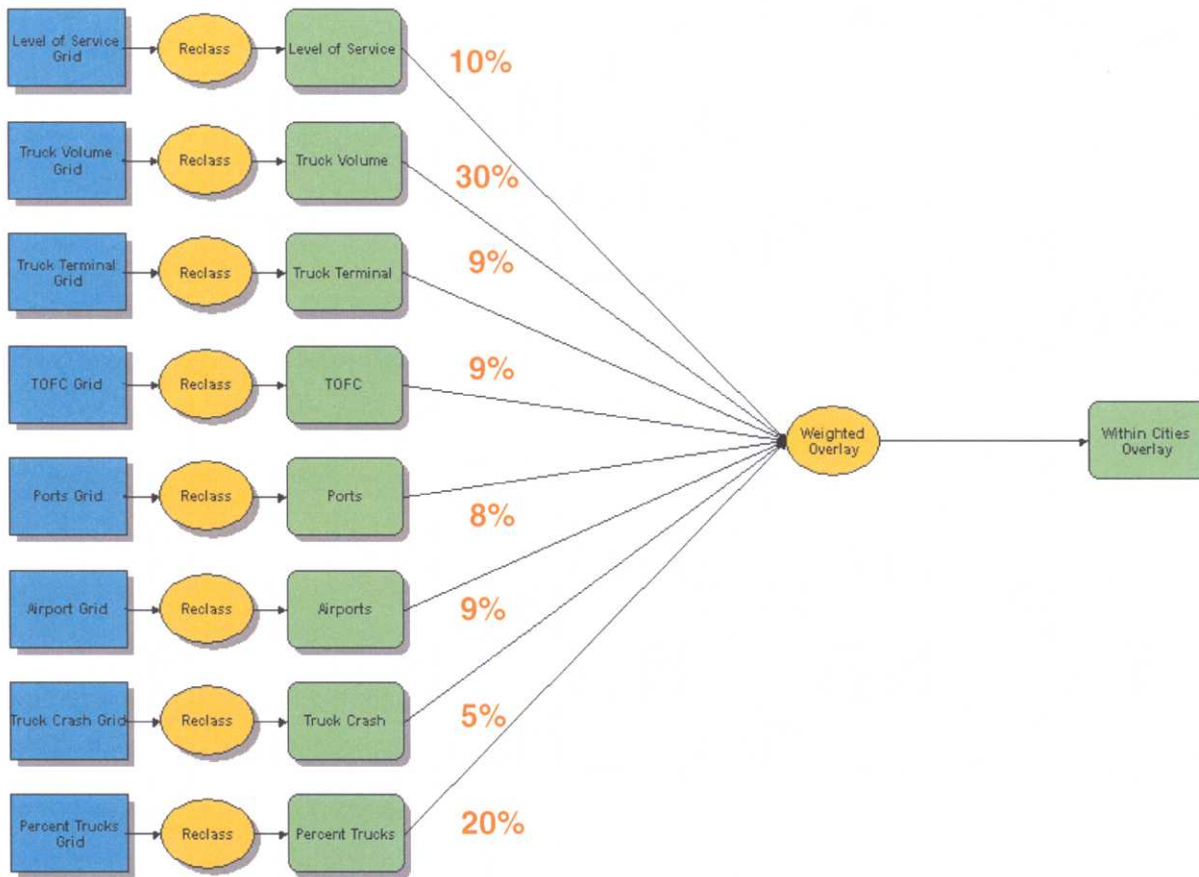 Level of Service
Grid
Reclass
Level of Service
10%
Truck Volume
Grid
Reclass
Truck Volume
30%
Truck Terminal
Grid
Reclass
Truck Terminal
9%
TOFC Grid
Reclass
TOFC
9%
Ports Grid
Reclass
Ports
8%
Airport Grid
Reclass
Airports
9%
Truck Crash Grid
Reclass
Truck Crash
5%
Percent Trucks
Grid
Reclass
Percent Trucks
20%
Weighted
Overlay
Within Cities
Overlay